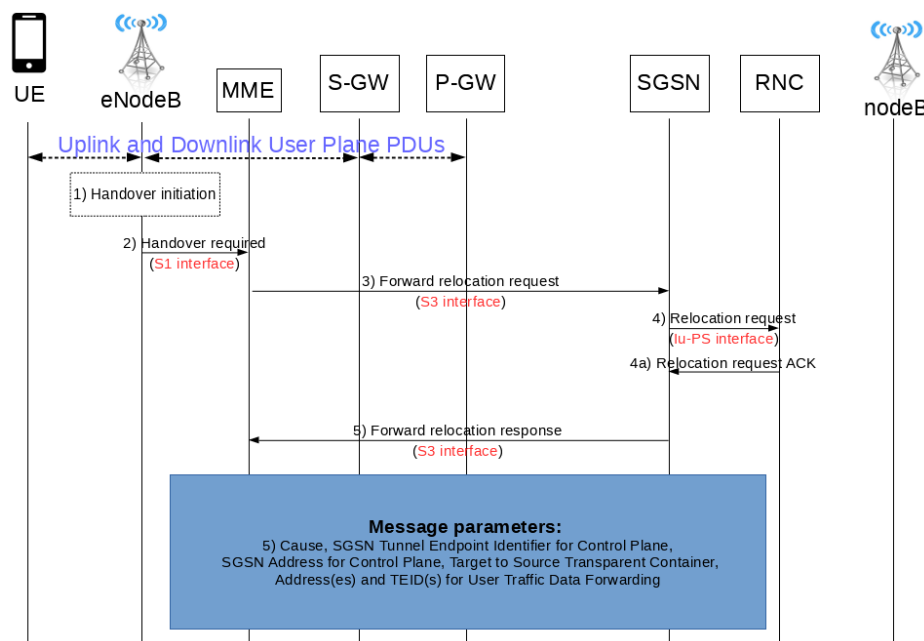 UE
eNodeB
MME
S-GW
P-GW
SGSN
RNC
nodeB
Uplink and Downlink User Plane PDUs
1) Handover initiation
2) Handover required
(S1 interface)
3) Forward relocation request
(S3 interface)
4) Relocation request
(Iu-PS interface)
4a) Relocation request ACK
5) Forward relocation response
(S3 interface)
Message parameters:
5) Cause, SGSN Tunnel Endpoint Identifier for Control Plane,
SGSN Address for Control Plane, Target to Source Transparent Container,
Address(es) and TEID(s) for User Traffic Data Forwarding